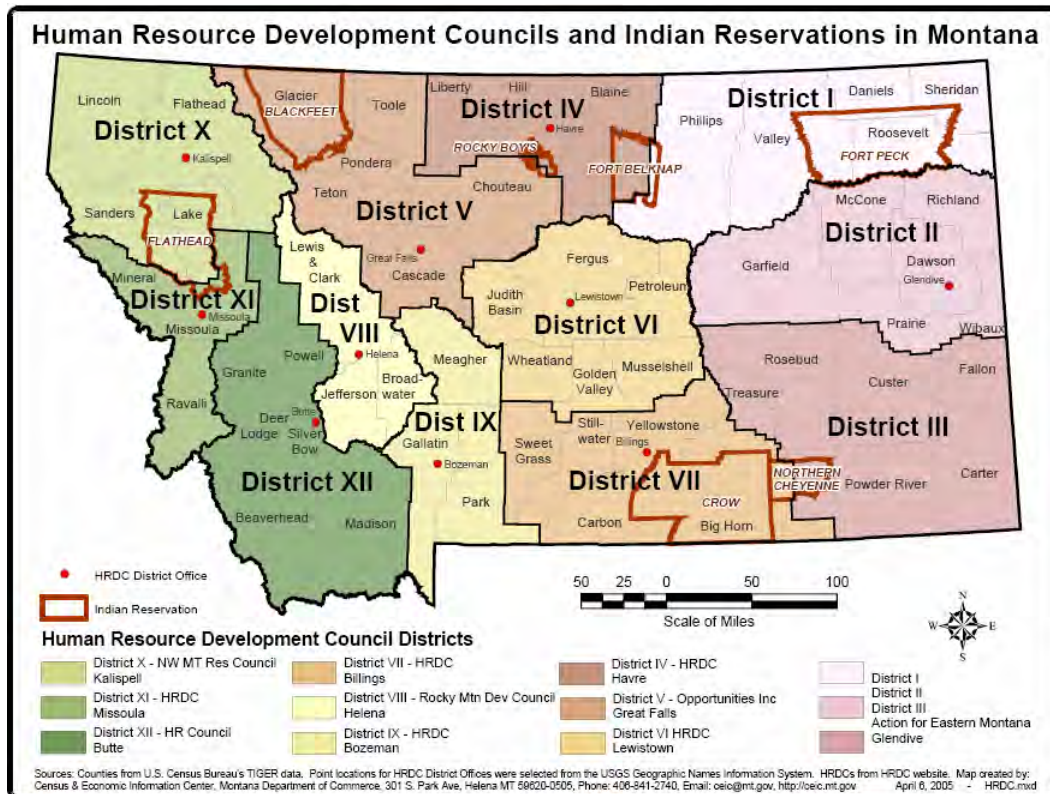 Human Resource Development Councils and Indian Reservations in Montana
Lincoln
Flathead
District X
Kalispell
Sanders
Lake
FLATHEAD
Glacier
BLACKFEET
Toole
Pondera
Teton
Chouteau
District V
Great Falls
Cascade
Liberty
Hill
Blaine
District IV
Havre
ROCKY BOY'S
FORT BELKNAP
District I
Daniels
Sheridan
Phillips
Valley
Roosevelt
FORT PECK
McCone
Richland
District II
Garfield
Dawson
Glendive
Prairie
Wibaux
Mineral
District XI
Missoula
Missoula
Ravalli
Lewis
& Clark
Dist
VIII
Helena
Jefferson
Broad-
water
Powell
Granite
Deer
Lodge
Butte
Silver
Bow
District XII
Beaverhead
Madison
Meagher
Dist IX
Gallatin
Bozeman
Park
Fergus
Petroleum
Judith
Basin
Lewistown
District VI
Wheatland
Golden
Valley
Musselshell
Sweet
Grass
Still-
water
Yellowstone
Billings
District VII
Carbon
CROW
Big Horn
NORTHERN
CHEYENNE
Rosebud
Treasure
Custer
Fallon
District III
Powder River
Carter
HRDC District Office
Indian Reservation
50 25 0 50 100
Scale of Miles
N
W E
S
Human Resource Development Council Districts
District X - NW MT Res Council
Kalispell
District XI - HRDC
Missoula
District XII - HR Council
Butte
District VII - HRDC
Billings
District VIII - Rocky Mtn Dev Council
Helena
District IX - HRDC
Bozeman
District IV - HRDC
Havre
District V - Opportunities Inc
Great Falls
District VI HRDC
Lewistown
District I
District II
District III
Action for Eastern Montana
Glendive
Sources: Counties from U.S. Census Bureau's TIGER data. Point locations for HRDC District Offices were selected from the USGS Geographic Names Information System. HRDCs from HRDC website. Map created by:
Census & Economic Information Center, Montana Department of Commerce, 301 S. Park Ave, Helena MT 59620-0505, Phone: 406-841-2740, Email: ceic@mt.gov, http://ceic.mt.gov April 6, 2005 - HRDC.mxd